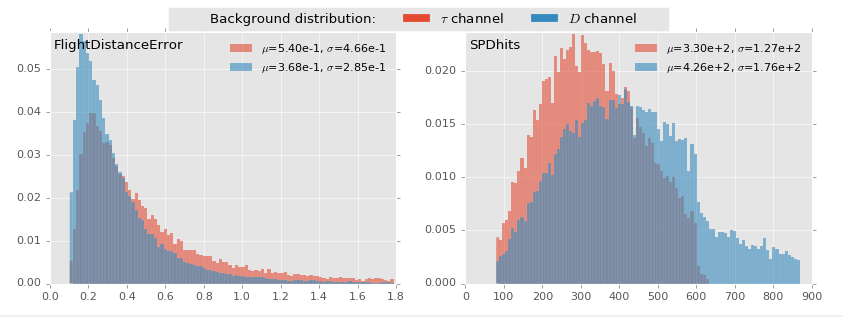 Background distribution: τ channel D channel
FlightDistanceError
μ=5.40e-1, σ=4.66e-1
μ=3.68e-1, σ=2.85e-1
0.05
0.04
0.03
0.02
0.01
0.00
0.0 0.2 0.4 0.6 0.8 1.0 1.2 1.4 1.6 1.8
SPDhits
μ=3.30e+2, σ=1.27e+2
μ=4.26e+2, σ=1.76e+2
0.020
0.015
0.010
0.005
0.000
0 100 200 300 400 500 600 700 800 900